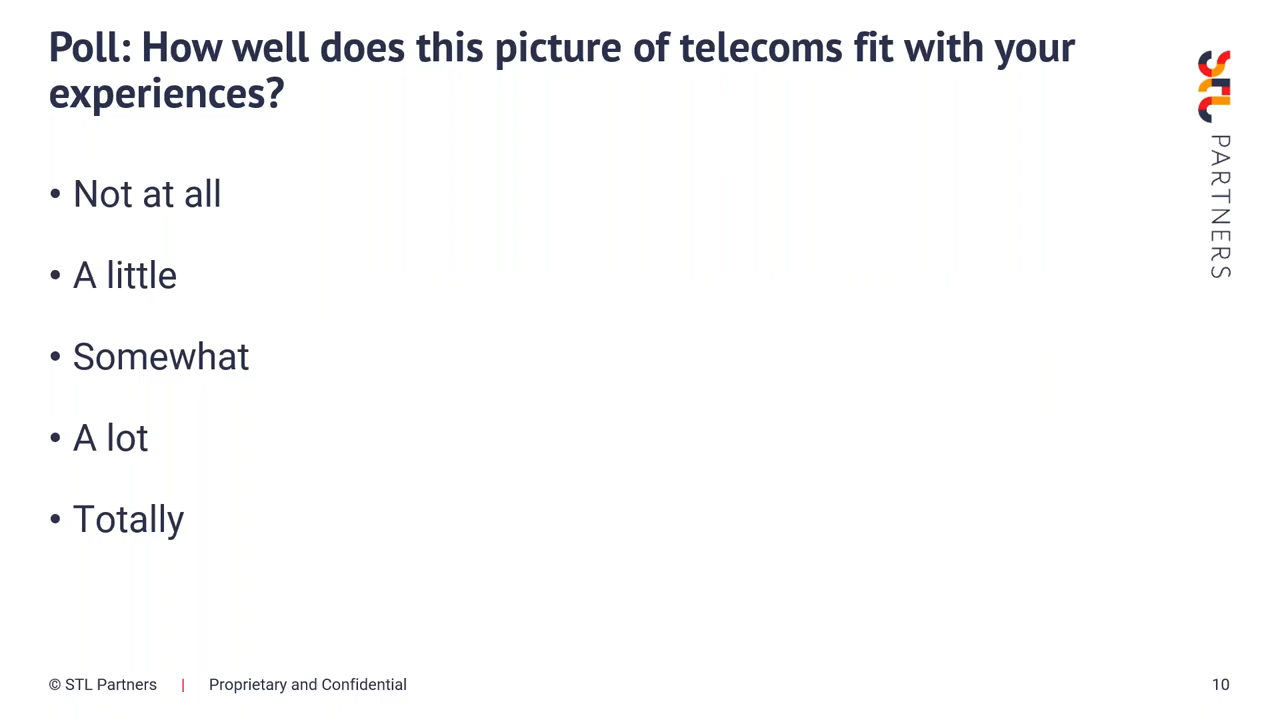 Poll: How well does this picture of telecoms fit with your
experiences?
STL
PARTNERS
• Not at all
• A little
• Somewhat
• A lot
• Totally
© STL Partners | Proprietary and Confidential
10